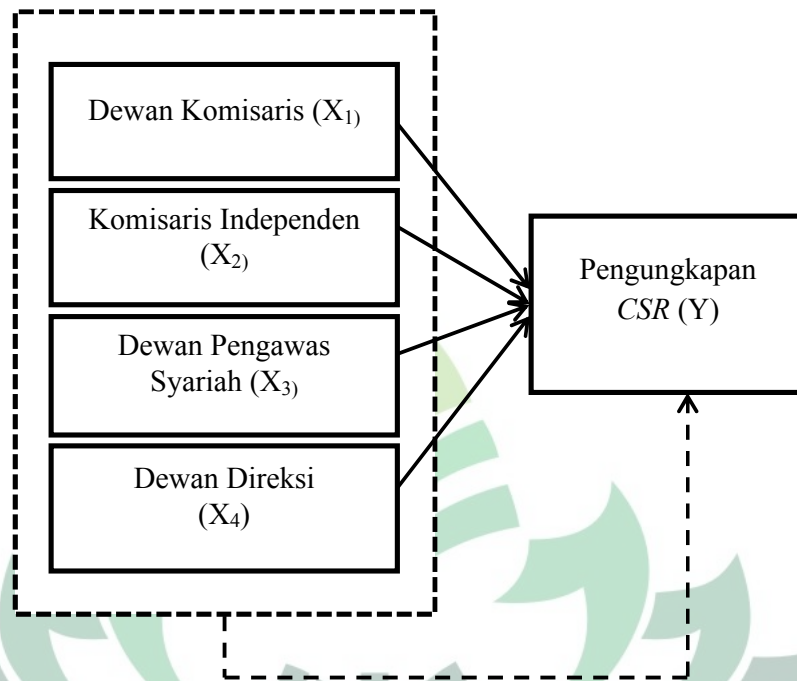 Dewan Komisaris (X₁)
Komisaris Independen
(X₂)
Dewan Pengawas
Syariah (X₃)
Dewan Direksi
(X₄)
Pengungkapan
CSR (Y)